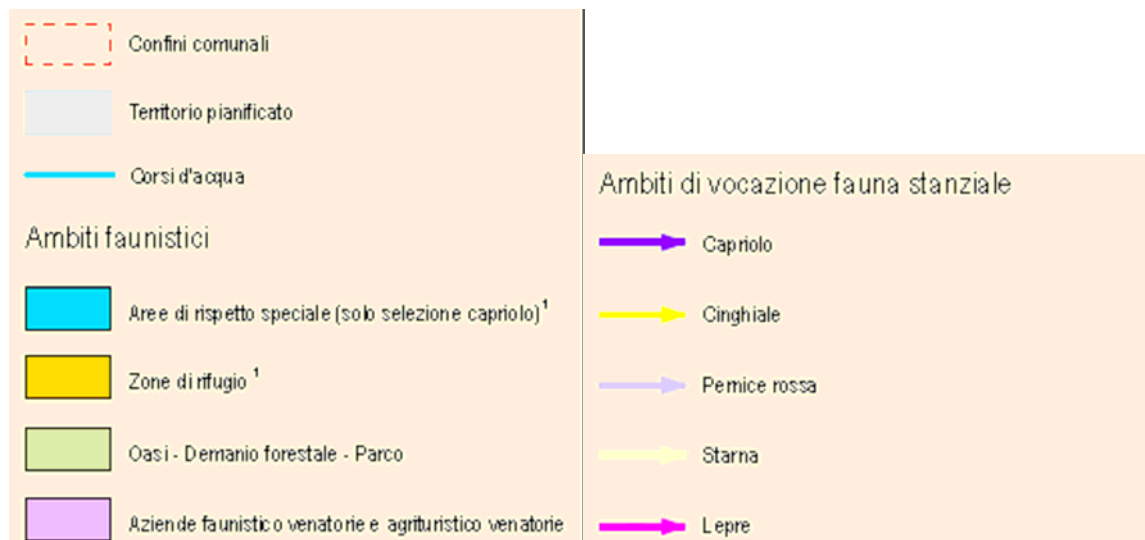 Confini comunali
Territorio pianificato
Corsi d'acqua
Ambiti faunistici
Aree di rispetto speciale (solo selezione capriolo)¹
Zone di rifugio ¹
Oasi - Demanio forestale - Parco
Aziende faunistico venatorie e agrituristico venatorie
Ambiti di vocazione fauna stanziale
Capriolo
Cinghiale
Pernice rossa
Starna
Lepre